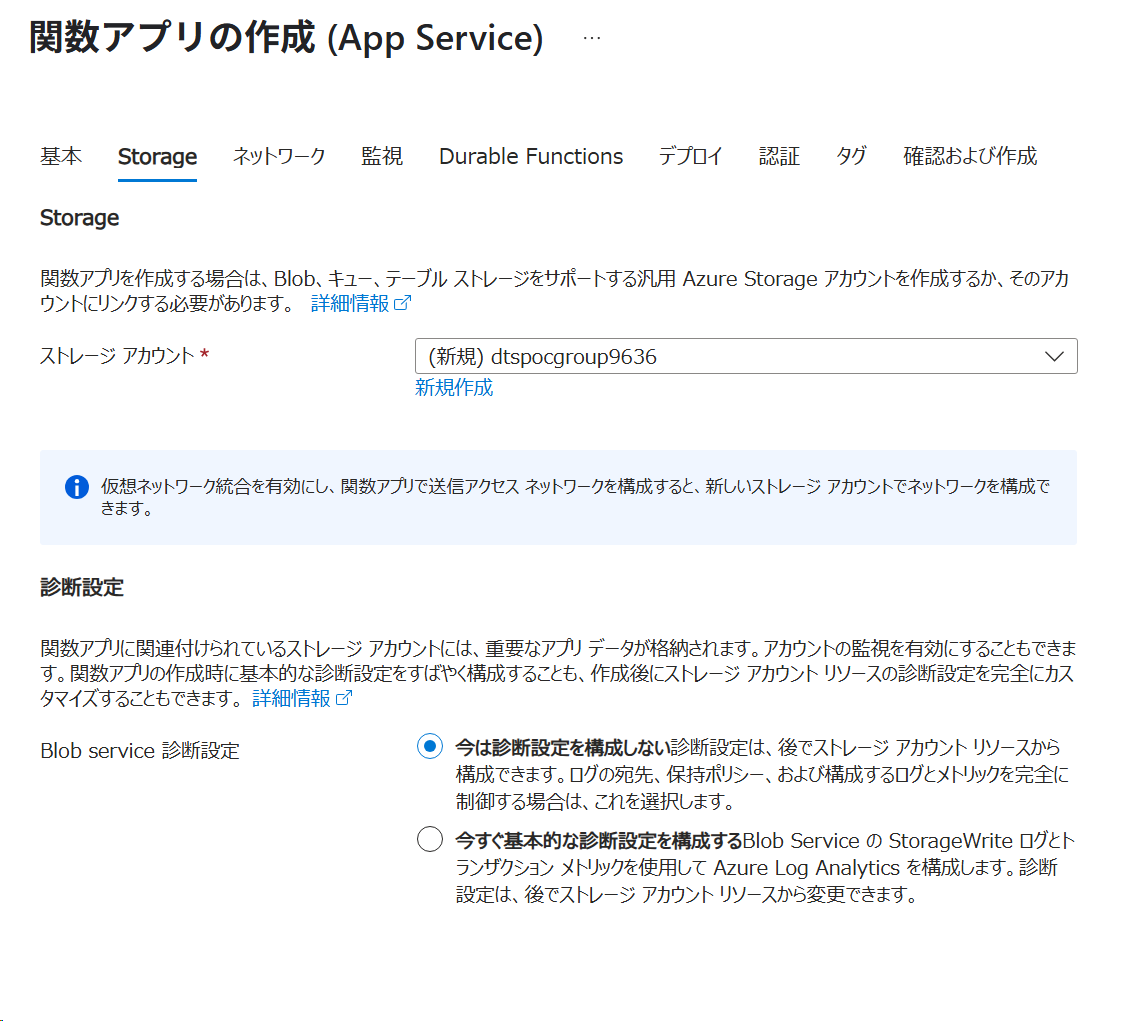 関数アプリの作成 (App Service) ...
基本 Storage ネットワーク 監視 Durable Functions デプロイ 認証 タグ 確認および作成
Storage
関数アプリを作成する場合は、Blob、キュー、テーブル ストレージをサポートする汎用 Azure Storage アカウントを作成するか、そのアカ
ウントにリンクする必要があります。 詳細情報
ストレージ アカウント * (新規) dtspocgroup9636
新規作成
仮想ネットワーク統合を有効にし、関数アプリで送信アクセス ネットワークを構成すると、新しいストレージ アカウントでネットワークを構成で
きます。
診断設定
関数アプリに関連付けられているストレージ アカウントには、重要なアプリ データが格納されます。アカウントの監視を有効にすることもできま
す。関数アプリの作成時に基本的な診断設定をすばやく構成することも、作成後にストレージ アカウント リソースの診断設定を完全にカス
タマイズすることもできます。 詳細情報
Blob service 診断設定 今は診断設定を構成しない診断設定は、後でストレージ アカウント リソースから
構成できます。ログの宛先、保持ポリシー、および構成するログとメトリックを完全に
制御する場合は、これを選択します。
今すぐ基本的な診断設定を構成するBlob Service の StorageWrite ログとト
ランザクション メトリックを使用して Azure Log Analytics を構成します。診断
設定は、後でストレージ アカウント リソースから変更できます。